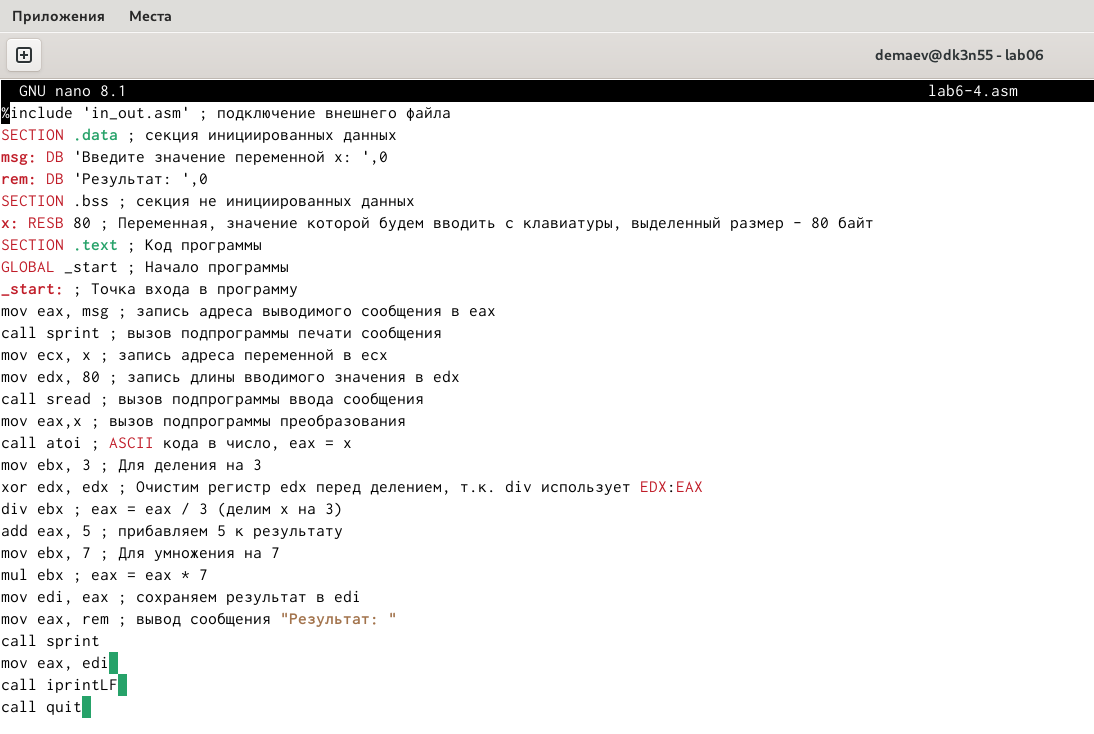 Приложения Места
demaev@dk3n55 - lab06
GNU nano 8.1 lab6-4.asm
%include 'in_out.asm' ; подключение внешнего файла
SECTION .data ; секция инициированных данных
msg: DB 'Введите значение переменной x: ',0
rem: DB 'Результат: ',0
SECTION .bss ; секция не инициированных данных
x: RESB 80 ; Переменная, значение которой будем вводить с клавиатуры, выделенный размер - 80 байт
SECTION .text ; Код программы
GLOBAL _start ; Начало программы
_start: ; Точка входа в программу
mov eax, msg ; запись адреса выводимого сообщения в eax
call sprint ; вызов подпрограммы печати сообщения
mov ecx, x ; запись адреса переменной в ecx
mov edx, 80 ; запись длины вводимого значения в edx
call sread ; вызов подпрограммы ввода сообщения
mov eax,x ; вызов подпрограммы преобразования
call atoi ; ASCII кода в число, eax = x
mov ebx, 3 ; Для деления на 3
xor edx, edx ; Очистим регистр edx перед делением, т.к. div использует EDX:EAX
div ebx ; eax = eax / 3 (делим x на 3)
add eax, 5 ; прибавляем 5 к результату
mov ebx, 7 ; Для умножения на 7
mul ebx ; eax = eax * 7
mov edi, eax ; сохраняем результат в edi
mov eax, rem ; вывод сообщения "Результат: "
call sprint
mov eax, edi
call iprintLF
call quit